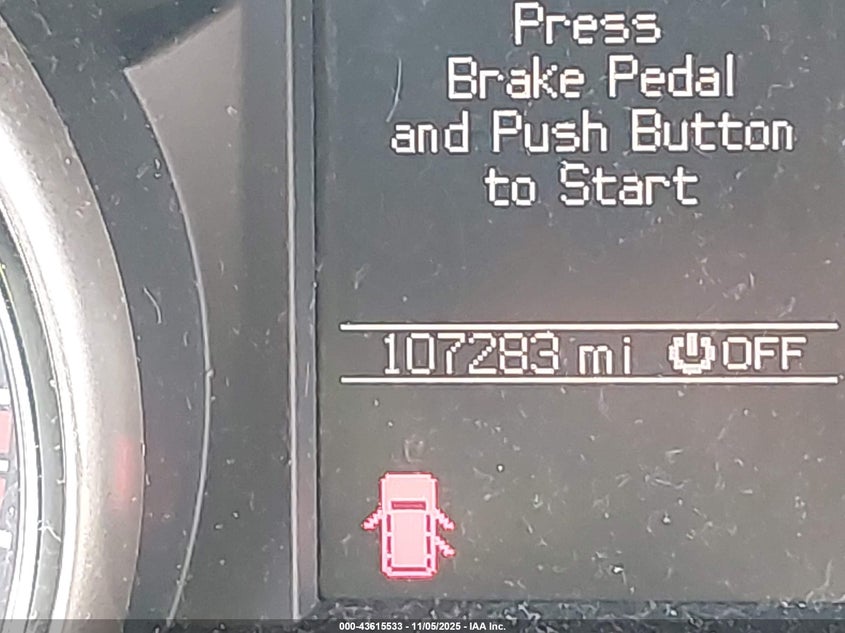 Press
Brake Pedal
and Push Button
to Start
107283 mi OFF
000-43615533 - 11/05/2025 - IAA Inc.